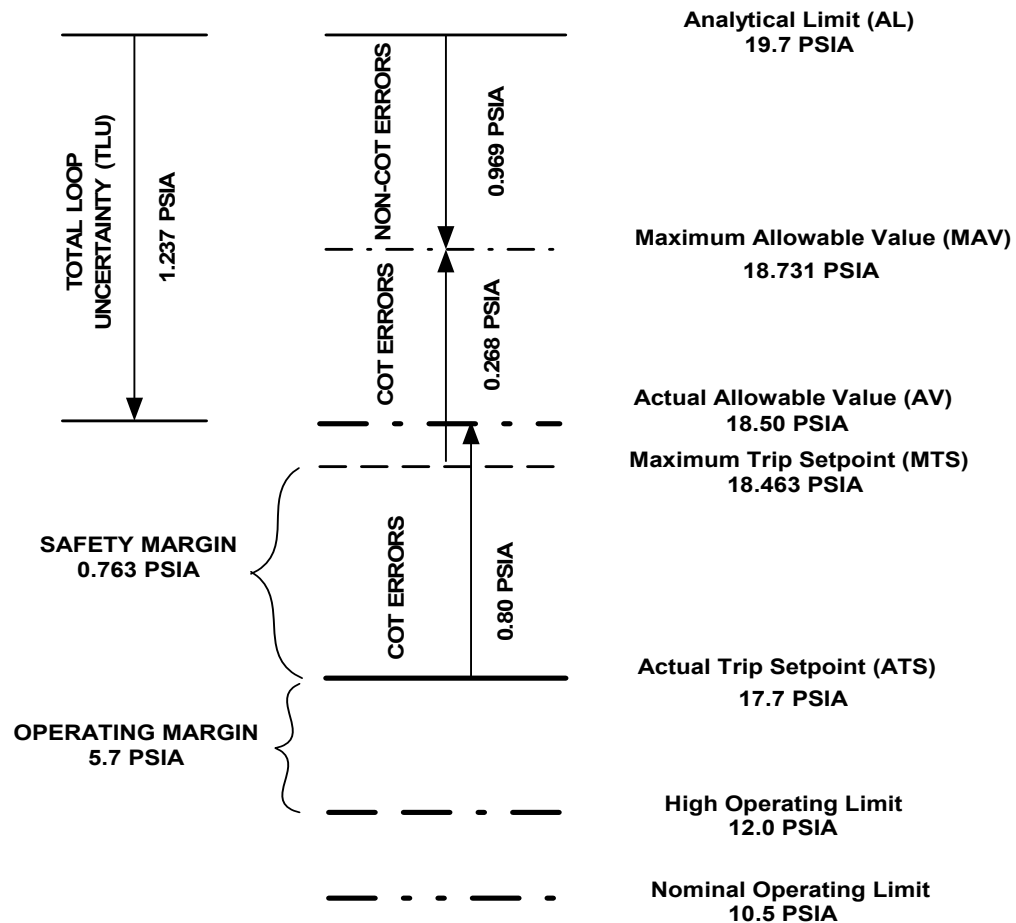 Analytical Limit (AL)
19.7 PSIA
TOTAL LOOP
UNCERTAINTY (TLU)
1.237 PSIA
NON-COT ERRORS
0.969 PSIA
Maximum Allowable Value (MAV)
18.731 PSIA
COT ERRORS
0.268 PSIA
Actual Allowable Value (AV)
18.50 PSIA
Maximum Trip Setpoint (MTS)
18.463 PSIA
SAFETY MARGIN
0.763 PSIA
COT ERRORS
0.80 PSIA
Actual Trip Setpoint (ATS)
17.7 PSIA
OPERATING MARGIN
5.7 PSIA
High Operating Limit
12.0 PSIA
Nominal Operating Limit
10.5 PSIA